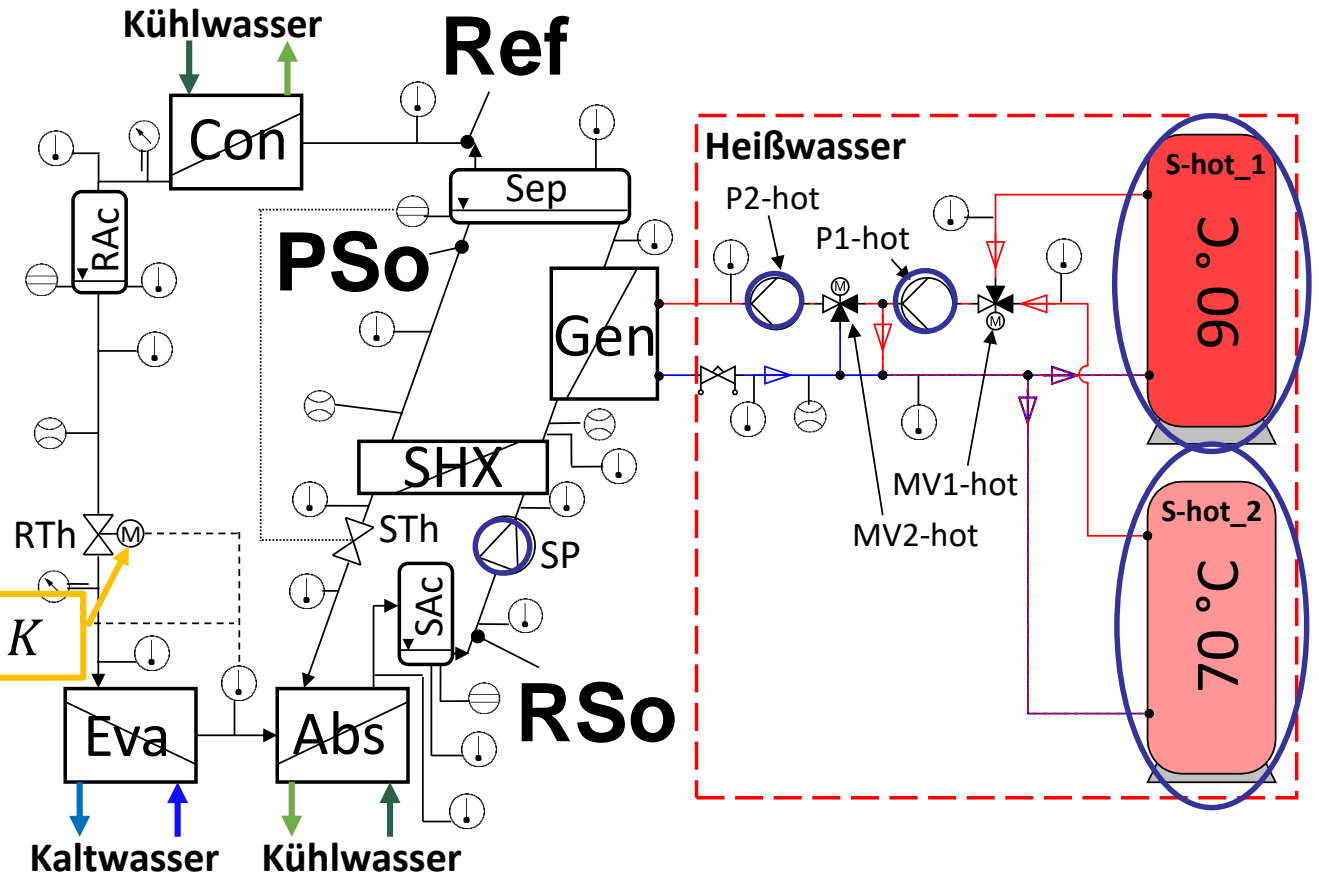 Kühlwasser
Ref
Con
Heißwasser
S-hot_1
90 °C
P2-hot
P1-hot
Sep
RAc
PSo
M
M
Gen
SHX
MV1-hot
MV2-hot
S-hot_2
70 °C
RTh
M
STh
SP
K
SAc
RSo
Eva
Abs
Kaltwasser
Kühlwasser